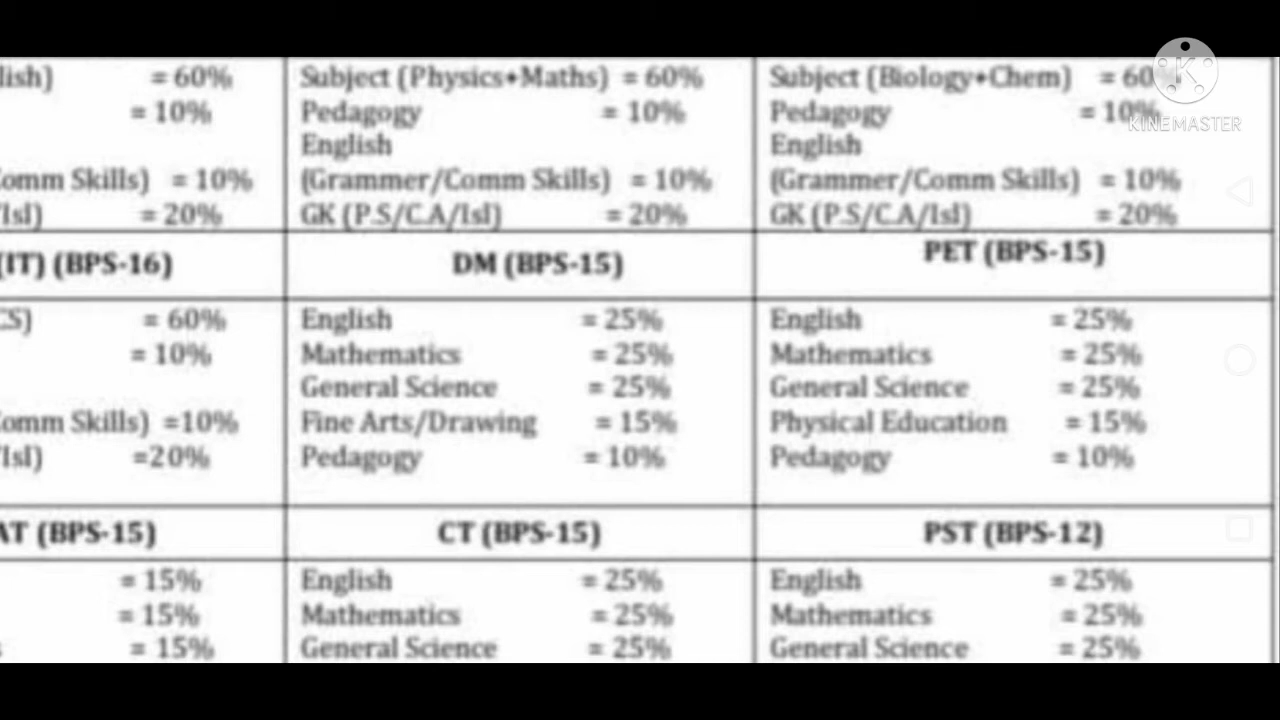 lish) = 60%
= 10%
omm Skills) = 10%
/Isl) = 20%
Subject (Physics+Maths) = 60%
Pedagogy = 10%
English
(Grammer/Comm Skills) = 10%
GK (P.S/C.A/Isl) = 20%
Subject (Biology+Chem) = 60%
Pedagogy = 10%
English
(Grammer/Comm Skills) = 10%
GK (P.S/C.A/Isl) = 20%
KINEMASTER
(IT) (BPS-16)
DM (BPS-15)
PET (BPS-15)
CS) = 60%
= 10%
omm Skills) =10%
/Isl) =20%
English = 25%
Mathematics = 25%
General Science = 25%
Fine Arts/Drawing = 15%
Pedagogy = 10%
English = 25%
Mathematics = 25%
General Science = 25%
Physical Education = 15%
Pedagogy = 10%
AT (BPS-15)
CT (BPS-15)
PST (BPS-12)
= 15%
= 15%
= 15%
English = 25%
Mathematics = 25%
General Science = 25%
English = 25%
Mathematics = 25%
General Science = 25%